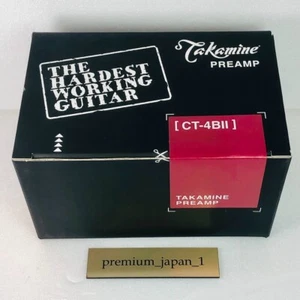 Takamine
PREAMP
THE
HARDEST
WORKING
GUITAR
[ CT-4BII ]
TAKAMINE
PREAMP
premium_japan_1